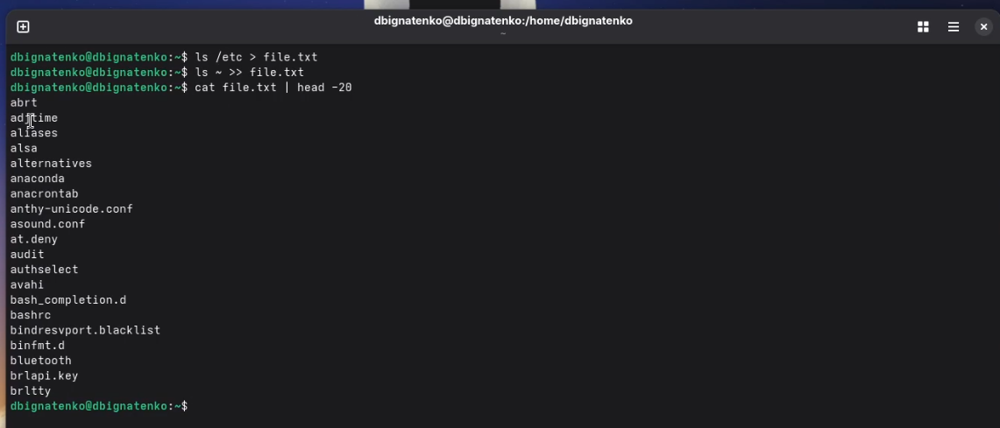 dbignatenko@dbignatenko:/home/dbignatenko
~
dbignatenko@dbignatenko:~$ ls /etc > file.txt
dbignatenko@dbignatenko:~$ ls ~ >> file.txt
dbignatenko@dbignatenko:~$ cat file.txt | head -20
abrt
adjtime
aliases
alsa
alternatives
anaconda
anacrontab
anthy-unicode.conf
asound.conf
at.deny
audit
authselect
avahi
bash_completion.d
bashrc
bindresvport.blacklist
binfmt.d
bluetooth
brlapi.key
brltty
dbignatenko@dbignatenko:~$